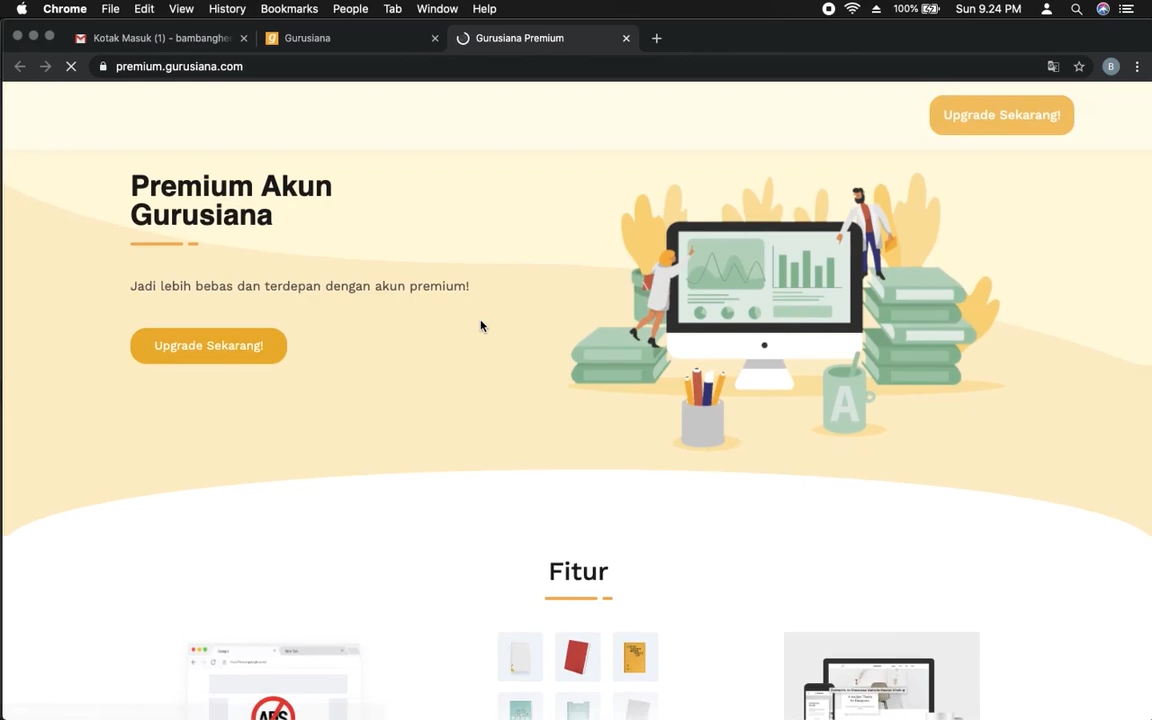 Chrome File Edit View History Bookmarks People Tab Window Help 100% Sun 9.24 PM
Kotak Masuk (1) - bambanghe
Gurusiana
Gurusiana Premium
premium.gurusiana.com
B
Upgrade Sekarang!
Premium Akun
Gurusiana
Jadi lebih bebas dan terdepan dengan akun premium!
Upgrade Sekarang!
A
Fitur
ADS